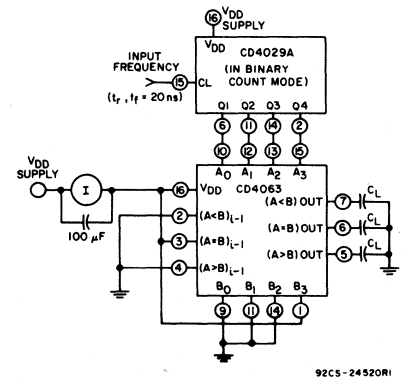 16 VDD
SUPPLY
VDD
CD4029A
(IN BINARY
COUNT MODE)
INPUT
FREQUENCY
15 CL
(tr, tf = 20 ns)
Q1 Q2 Q3 Q4
6 11 14 2
10 12 13 15
A0 A1 A2 A3
CD4063
VDD
SUPPLY
I
100 μF
16 VDD
2 (A<B)i-1
3 (A=B)i-1
4 (A>B)i-1
(A<B) OUT 7 CL
(A=B) OUT 6 CL
(A>B) OUT 5 CL
B0 B1 B2 B3
9 11 14 1
92CS-24520R1